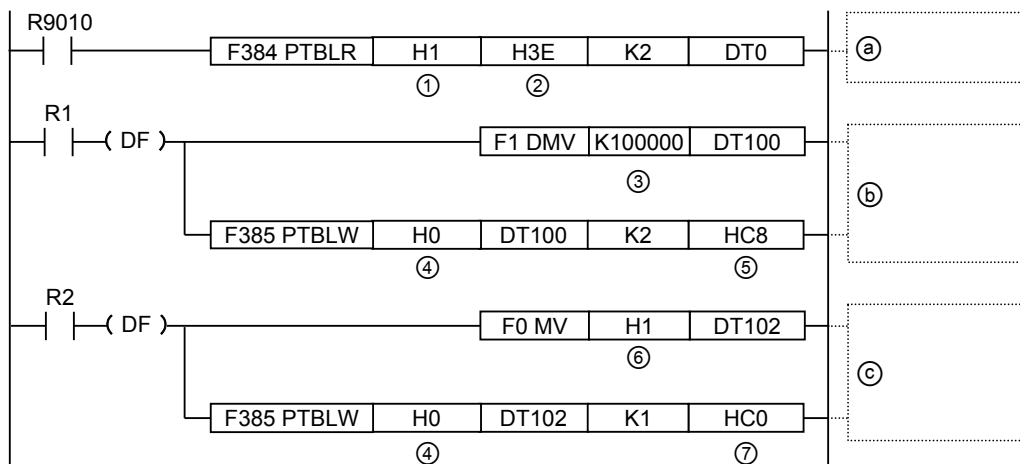 R9010
F384 PTBLR H1 H3E K2 DT0 ⓐ
① ②
R1
( DF ) F1 DMV K100000 DT100
③ ⓑ
F385 PTBLW H0 DT100 K2 HC8
④ ⑤
R2
( DF ) F0 MV H1 DT102
⑥ ⓒ
F385 PTBLW H0 DT102 K1 HC0
④ ⑦